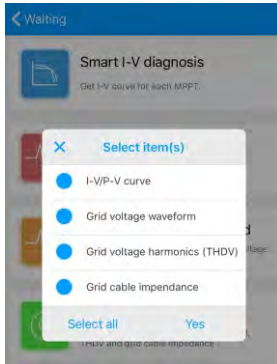 Waiting
Smart I-V diagnosis
Get I-V curve for each MPPT.
Select item(s)
I-V/P-V curve
Grid voltage waveform
Grid voltage harmonics (THDV)
Grid cable impendance
Select all
Yes
THDV and grid cable impedance .